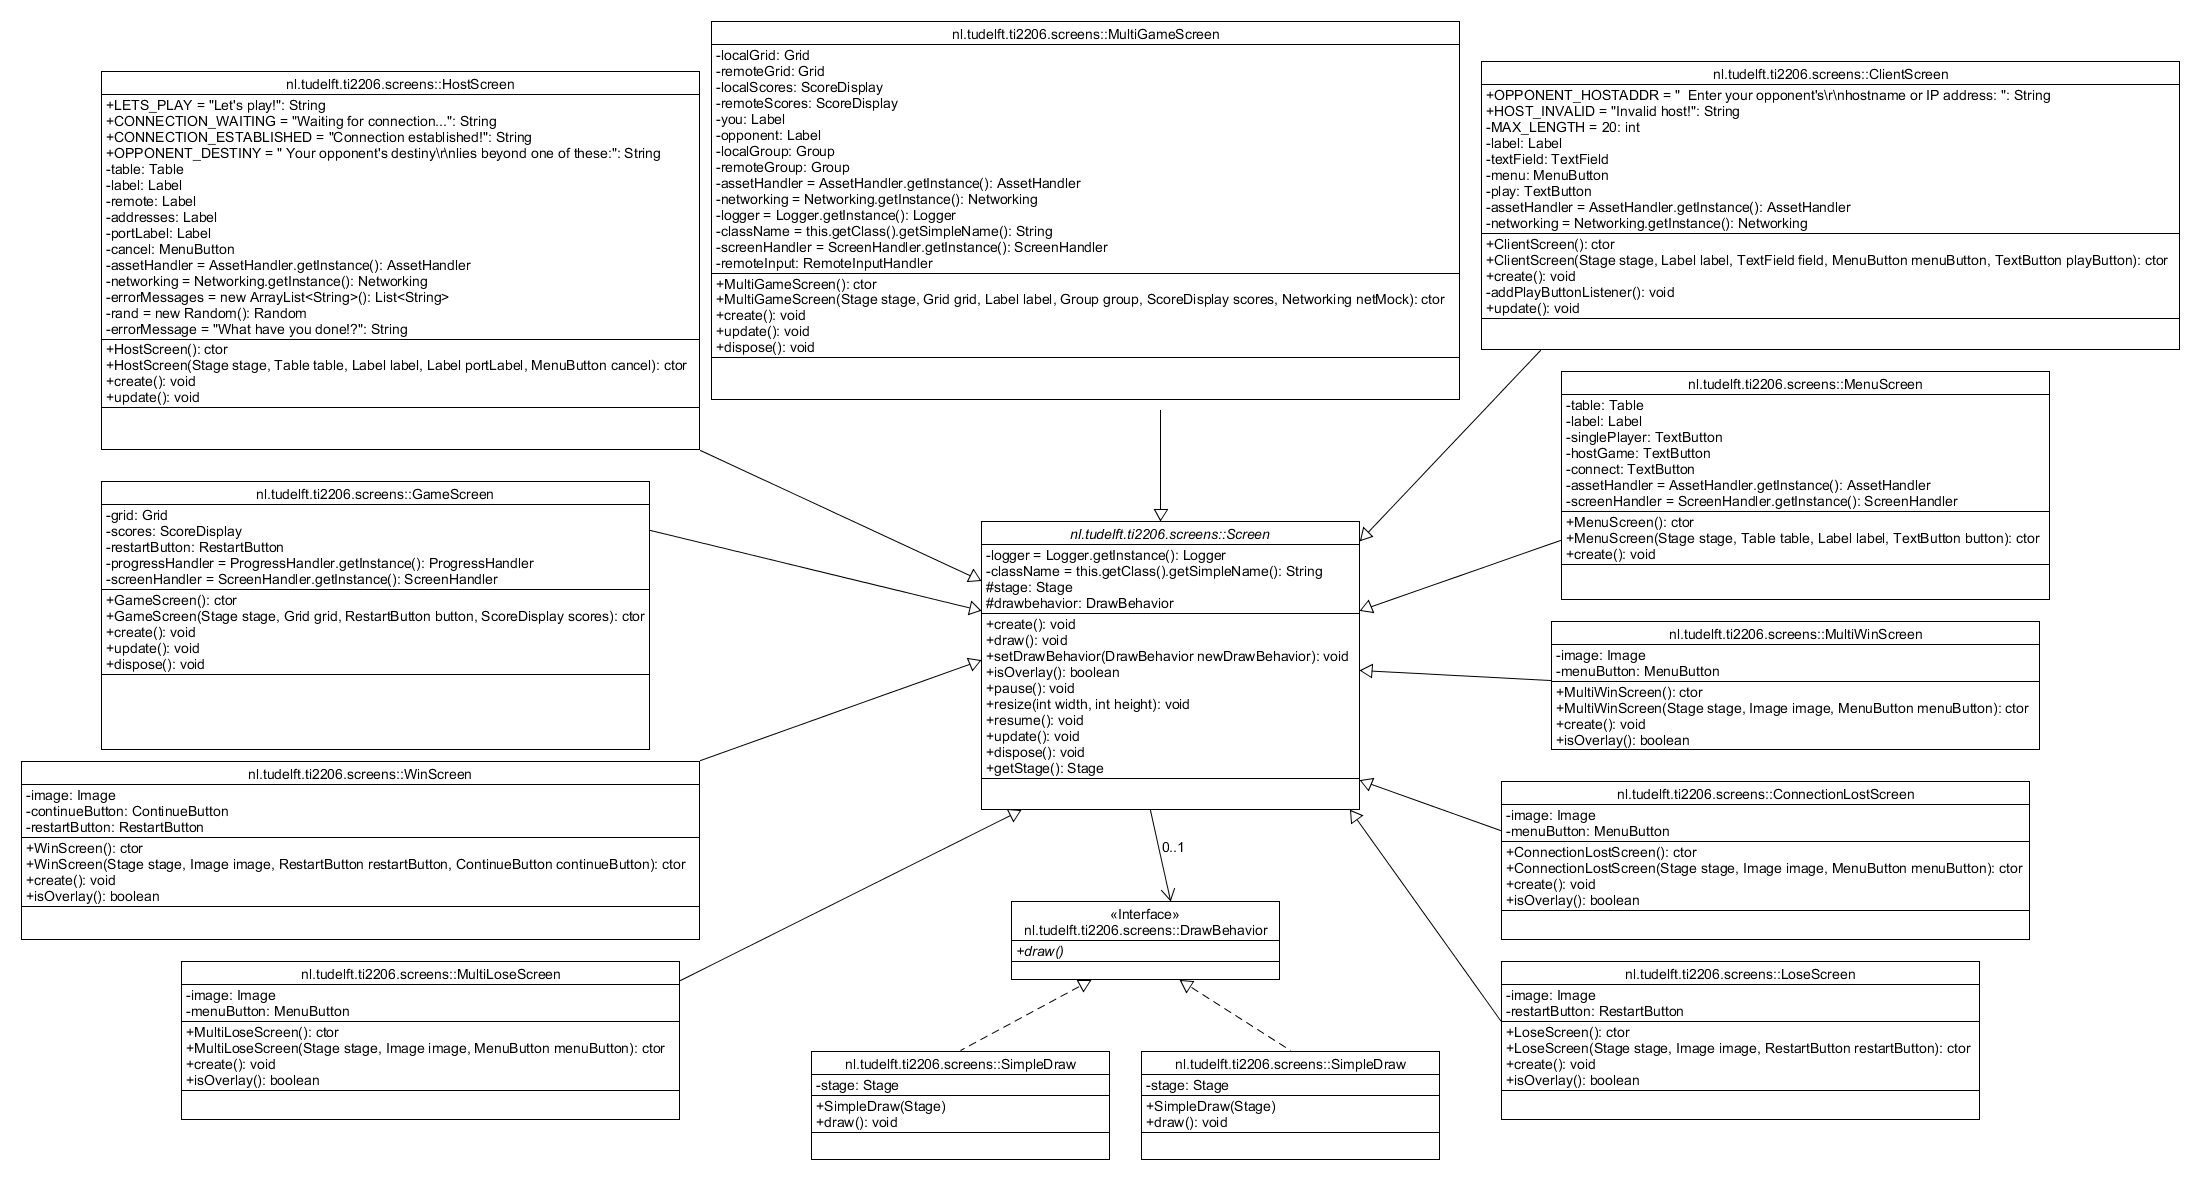 nl.tudelft.ti2206.screens::MultiGameScreen
-localGrid: Grid
-remoteGrid: Grid
-localScores: ScoreDisplay
-remoteScores: ScoreDisplay
-you: Label
-opponent: Label
-localGroup: Group
-remoteGroup: Group
-assetHandler = AssetHandler.getInstance(): AssetHandler
-networking = Networking.getInstance(): Networking
-logger = Logger.getInstance(): Logger
-className = this.getClass().getSimpleName(): String
-screenHandler = ScreenHandler.getInstance(): ScreenHandler
-remoteInput: RemoteInputHandler
+MultiGameScreen(): ctor
+MultiGameScreen(Stage stage, Grid grid, Label label, Group group, ScoreDisplay scores, Networking netMock): ctor
+create(): void
+update(): void
+dispose(): void
nl.tudelft.ti2206.screens::HostScreen
+LETS_PLAY = "Let's play!": String
+CONNECTION_WAITING = "Waiting for connection...": String
+CONNECTION_ESTABLISHED = "Connection established!": String
+OPPONENT_DESTINY = " Your opponent's destiny\r\nlies beyond one of these:": String
-table: Table
-label: Label
-remote: Label
-addresses: Label
-portLabel: Label
-cancel: MenuButton
-assetHandler = AssetHandler.getInstance(): AssetHandler
-networking = Networking.getInstance(): Networking
-errorMessages = new ArrayList<String>(): List<String>
-rand = new Random(): Random
-errorMessage = "What have you done!?": String
+HostScreen(): ctor
+HostScreen(Stage stage, Table table, Label label, Label portLabel, MenuButton cancel): ctor
+create(): void
+update(): void
nl.tudelft.ti2206.screens::ClientScreen
+OPPONENT_HOSTADDR = "  Enter your opponent's\r\nhostname or IP address: ": String
+HOST_INVALID = "Invalid host!": String
-MAX_LENGTH = 20: int
-label: Label
-textField: TextField
-menu: MenuButton
-play: TextButton
-assetHandler = AssetHandler.getInstance(): AssetHandler
-networking = Networking.getInstance(): Networking
+ClientScreen(): ctor
+ClientScreen(Stage stage, Label label, TextField field, MenuButton menuButton, TextButton playButton): ctor
+create(): void
-addPlayButtonListener(): void
+update(): void
nl.tudelft.ti2206.screens::MenuScreen
-table: Table
-label: Label
-singlePlayer: TextButton
-hostGame: TextButton
-connect: TextButton
-assetHandler = AssetHandler.getInstance(): AssetHandler
-screenHandler = ScreenHandler.getInstance(): ScreenHandler
+MenuScreen(): ctor
+MenuScreen(Stage stage, Table table, Label label, TextButton button): ctor
+create(): void
nl.tudelft.ti2206.screens::GameScreen
-grid: Grid
-scores: ScoreDisplay
-restartButton: RestartButton
-progressHandler = ProgressHandler.getInstance(): ProgressHandler
-screenHandler = ScreenHandler.getInstance(): ScreenHandler
+GameScreen(): ctor
+GameScreen(Stage stage, Grid grid, RestartButton button, ScoreDisplay scores): ctor
+create(): void
+update(): void
+dispose(): void
nl.tudelft.ti2206.screens::Screen
-logger = Logger.getInstance(): Logger
-className = this.getClass().getSimpleName(): String
#stage: Stage
#drawbehavior: DrawBehavior
+create(): void
+draw(): void
+setDrawBehavior(DrawBehavior newDrawBehavior): void
+isOverlay(): boolean
+pause(): void
+resize(int width, int height): void
+resume(): void
+update(): void
+dispose(): void
+getStage(): Stage
nl.tudelft.ti2206.screens::MultiWinScreen
-image: Image
-menuButton: MenuButton
+MultiWinScreen(): ctor
+MultiWinScreen(Stage stage, Image image, MenuButton menuButton): ctor
+create(): void
+isOverlay(): boolean
nl.tudelft.ti2206.screens::WinScreen
-image: Image
-continueButton: ContinueButton
-restartButton: RestartButton
+WinScreen(): ctor
+WinScreen(Stage stage, Image image, RestartButton restartButton, ContinueButton continueButton): ctor
+create(): void
+isOverlay(): boolean
nl.tudelft.ti2206.screens::ConnectionLostScreen
-image: Image
-menuButton: MenuButton
+ConnectionLostScreen(): ctor
+ConnectionLostScreen(Stage stage, Image image, MenuButton menuButton): ctor
+create(): void
+isOverlay(): boolean
0..1
«Interface»
nl.tudelft.ti2206.screens::DrawBehavior
+draw()
nl.tudelft.ti2206.screens::MultiLoseScreen
-image: Image
-menuButton: MenuButton
+MultiLoseScreen(): ctor
+MultiLoseScreen(Stage stage, Image image, MenuButton menuButton): ctor
+create(): void
+isOverlay(): boolean
nl.tudelft.ti2206.screens::LoseScreen
-image: Image
-restartButton: RestartButton
+LoseScreen(): ctor
+LoseScreen(Stage stage, Image image, RestartButton restartButton): ctor
+create(): void
+isOverlay(): boolean
nl.tudelft.ti2206.screens::SimpleDraw
-stage: Stage
+SimpleDraw(Stage)
+draw(): void
nl.tudelft.ti2206.screens::SimpleDraw
-stage: Stage
+SimpleDraw(Stage)
+draw(): void